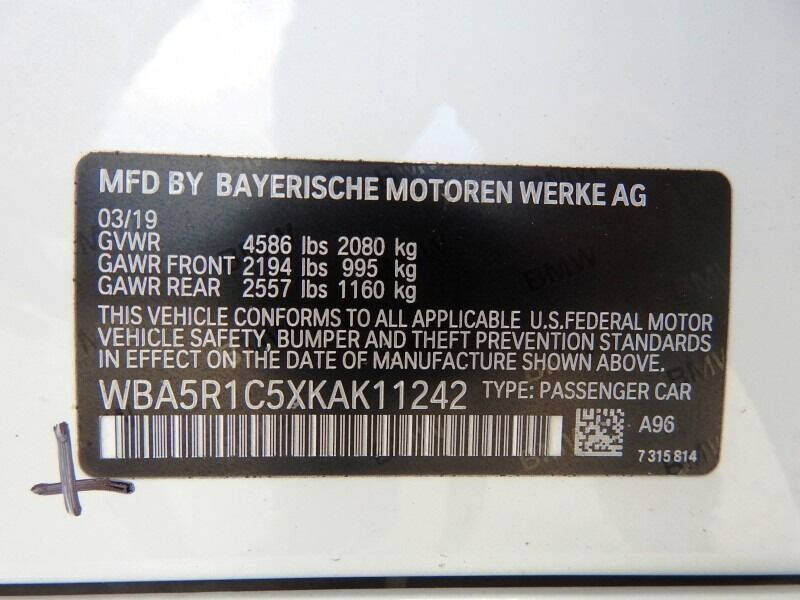 MFD BY BAYERISCHE MOTOREN WERKE AG
03/19
GVWR 4586 lbs 2080 kg
GAWR FRONT 2194 lbs 995 kg
GAWR REAR 2557 lbs 1160 kg
THIS VEHICLE CONFORMS TO ALL APPLICABLE U.S.FEDERAL MOTOR
VEHICLE SAFETY, BUMPER AND THEFT PREVENTION STANDARDS
IN EFFECT ON THE DATE OF MANUFACTURE SHOWN ABOVE.
WBA5R1C5XKAK11242 TYPE: PASSENGER CAR
A96
7 315 814